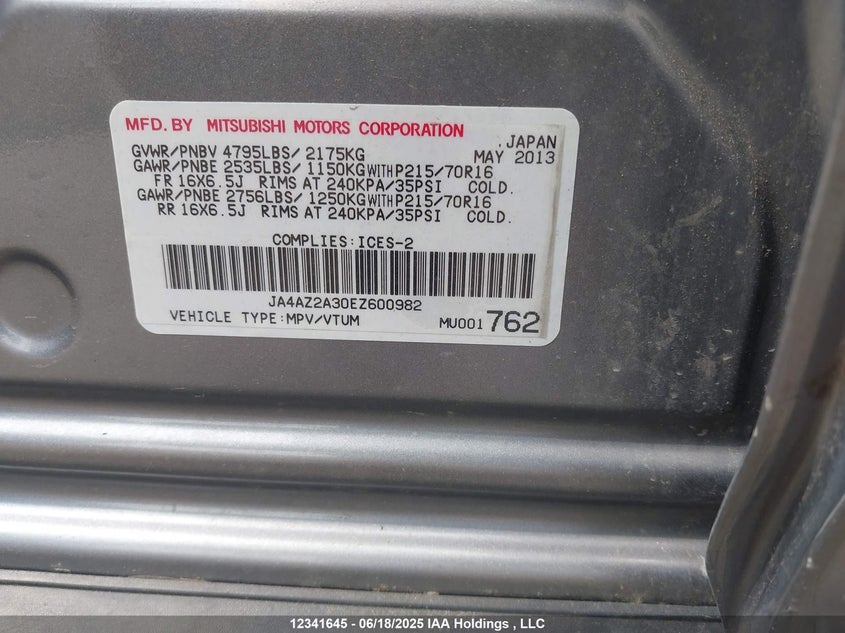 MFD. BY MITSUBISHI MOTORS CORPORATION
JAPAN
GVWR/PNBV 4795LBS/ 2175KG MAY 2013
GAWR/PNBE 2535LBS/ 1150KG WITH P215/70R16
FR 16X6.5J RIMS AT 240KPA/35PSI COLD.
GAWR/PNBE 2756LBS/ 1250KG WITH P215/70R16
RR 16X6.5J RIMS AT 240KPA/35PSI COLD.
COMPLIES:ICES-2
JA4AZ2A30EZ600982
VEHICLE TYPE:MPV/VTUM MU001 762
12341645 - 06/18/2025 IAA Holdings , LLC